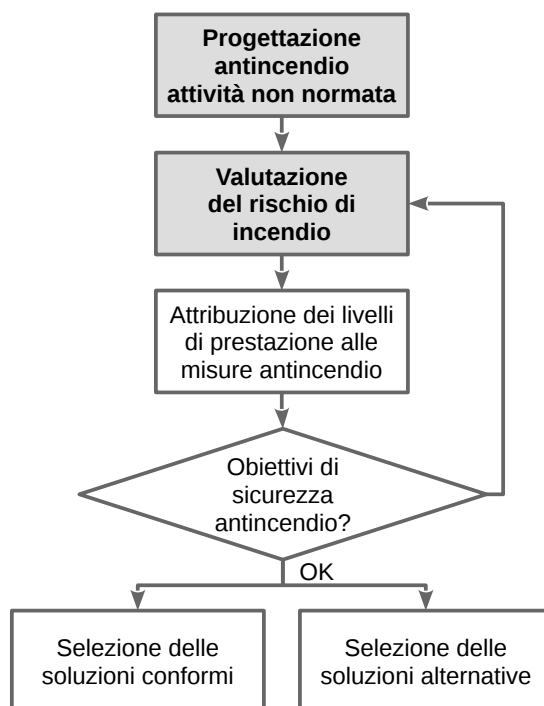 Progettazione
antincendio
attività non normata
Valutazione
del rischio di
incendio
Attribuzione dei livelli
di prestazione alle
misure antincendio
Obiettivi di
sicurezza
antincendio?
OK
Selezione delle
soluzioni conformi
Selezione delle
soluzioni alternative